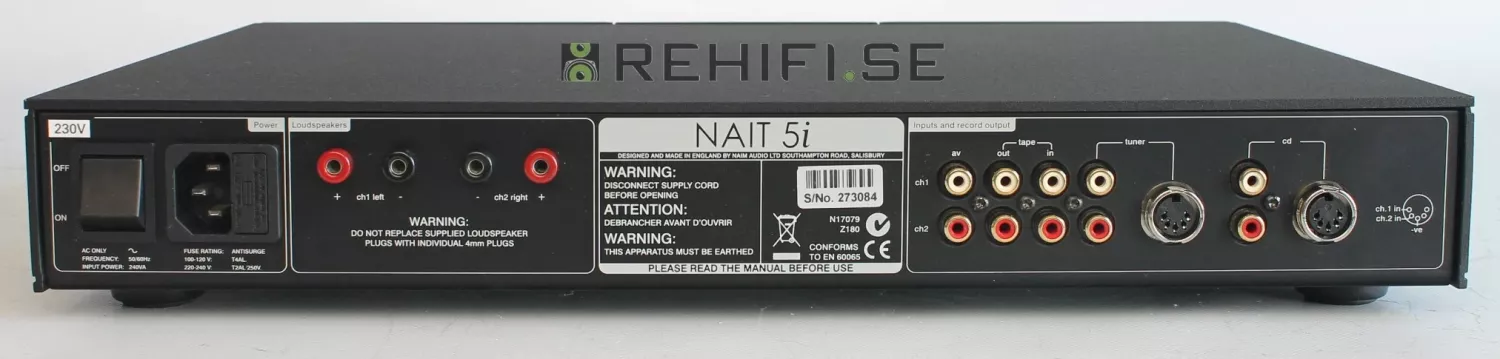 REHIFI.SE
230V
Power
OFF
ON
AC ONLY
FREQUENCY: 50/60Hz
INPUT POWER: 240VA
FUSE RATING: ANTISURGE
100-120 V: T4AL
220-240 V: T2AL/250V.
Loudspeakers
+ ch1 left - - ch2 right +
WARNING:
DO NOT REPLACE SUPPLIED LOUDSPEAKER
PLUGS WITH INDIVIDUAL 4mm PLUGS
NAIT 5i
DESIGNED AND MADE IN ENGLAND BY NAIM AUDIO LTD SOUTHAMPTON ROAD, SALISBURY
WARNING:
DISCONNECT SUPPLY CORD
BEFORE OPENING
ATTENTION:
DEBRANCHER AVANT D'OUVRIR
WARNING:
THIS APPARATUS MUST BE EARTHED
S/No. 273084
N17079
Z180
CONFORMS
TO EN 60065
CE
PLEASE READ THE MANUAL BEFORE USE
Inputs and record output
av out tape in tuner cd
ch1
ch2
ch.1 in
ch.2 in
-ve